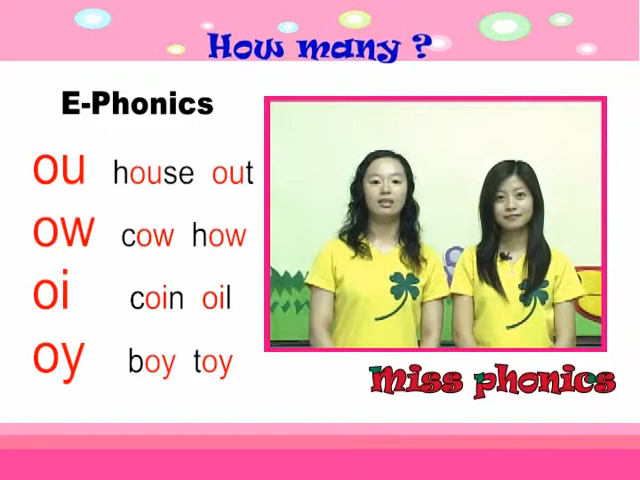 How many ?
E-Phonics
ou house out
ow cow how
oi coin oil
oy boy toy
Miss phonics